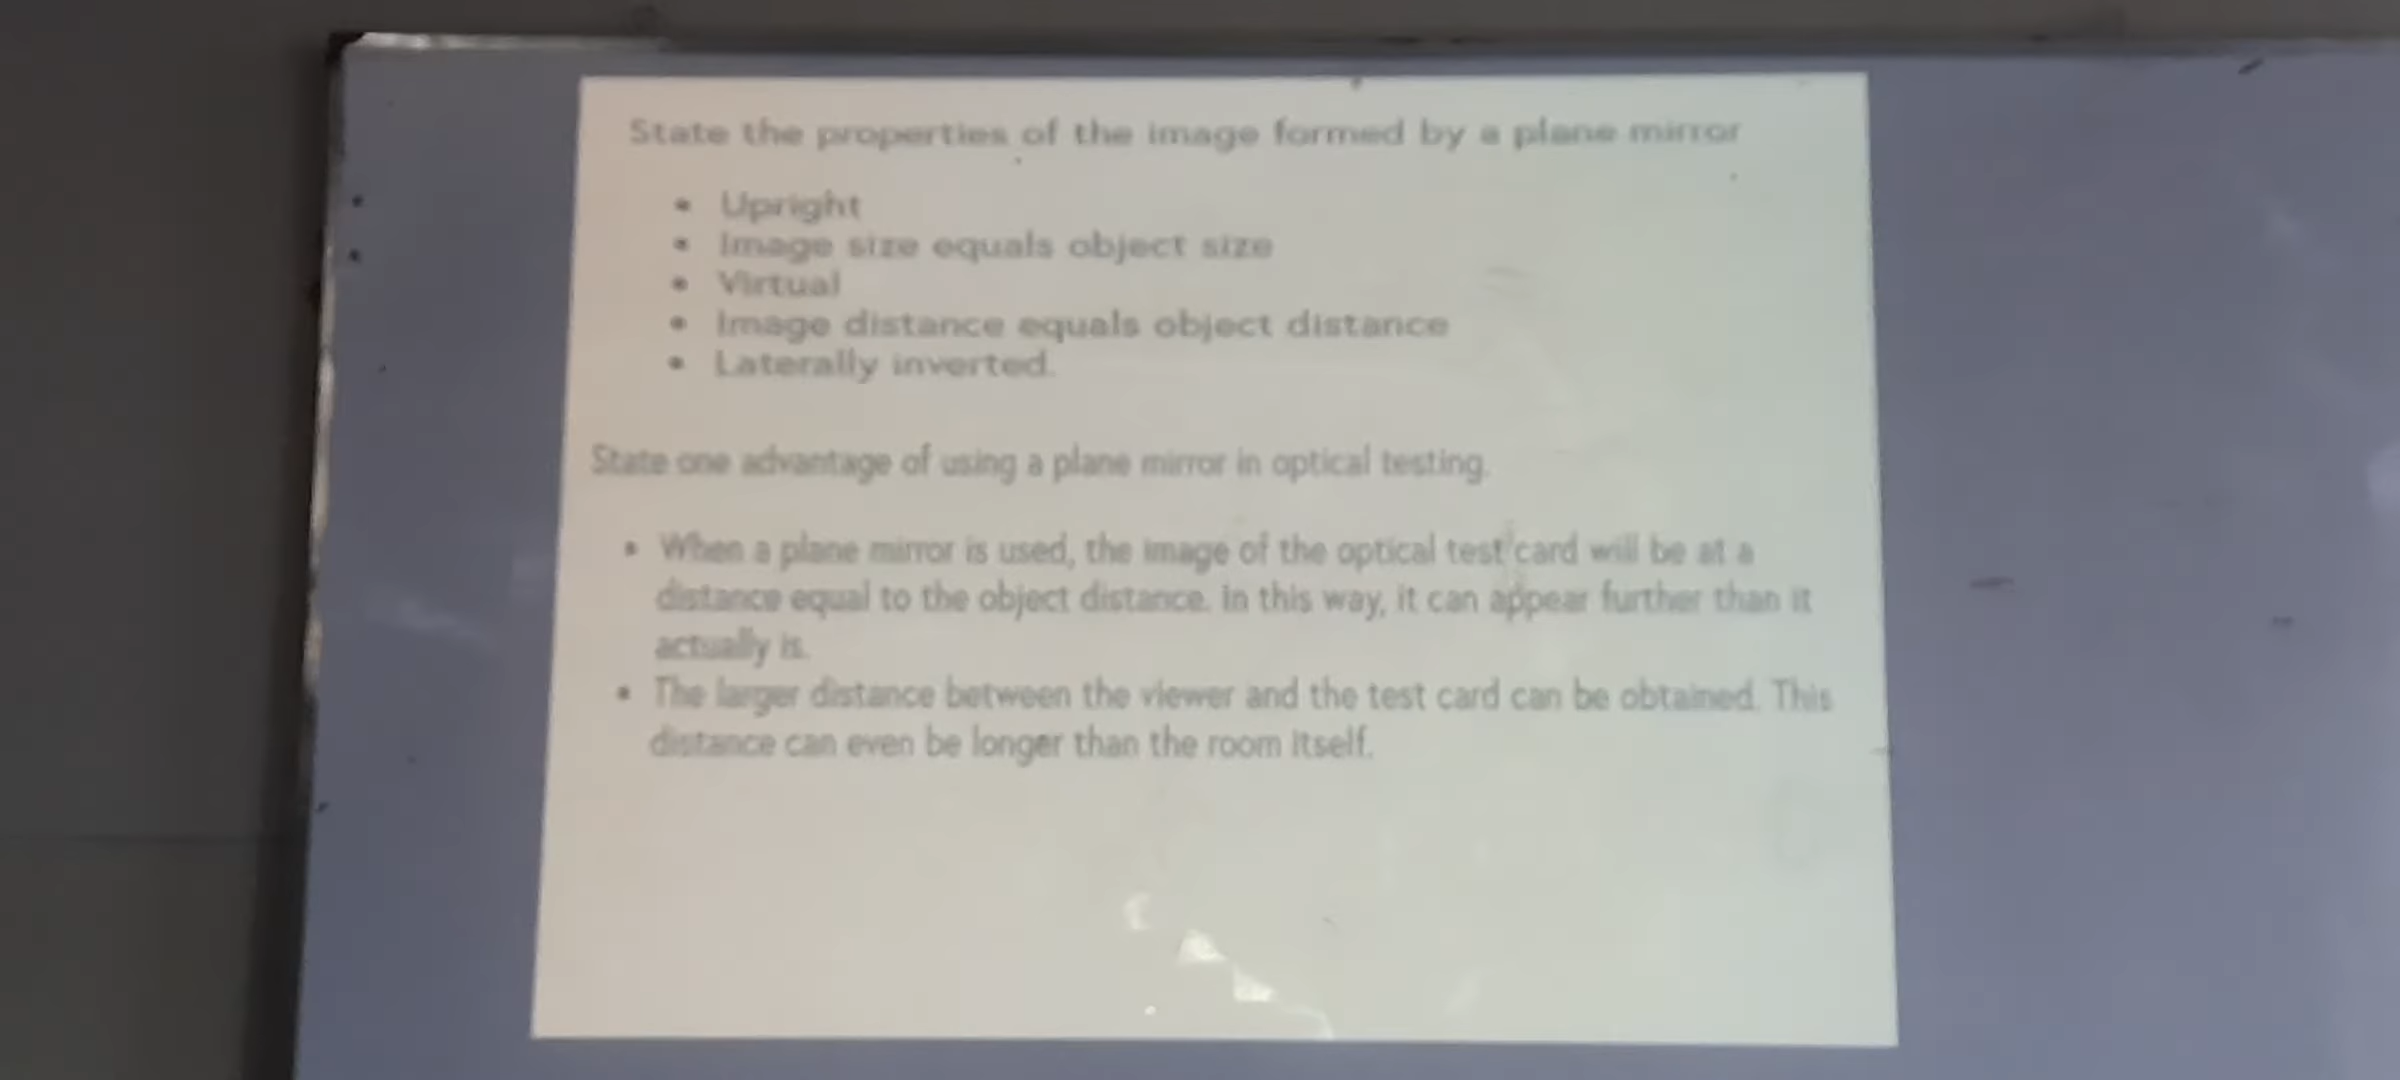 State the properties of the image formed by a plane mirror
• Upright
• Image size equals object size
• Virtual
• Image distance equals object distance
• Laterally inverted.
State one advantage of using a plane mirror in optical testing.
• When a plane mirror is used, the image of the optical test card will be at a
distance equal to the object distance. In this way, it can appear further than it
actually is.
• The larger distance between the viewer and the test card can be obtained. This
distance can even be longer than the room itself.